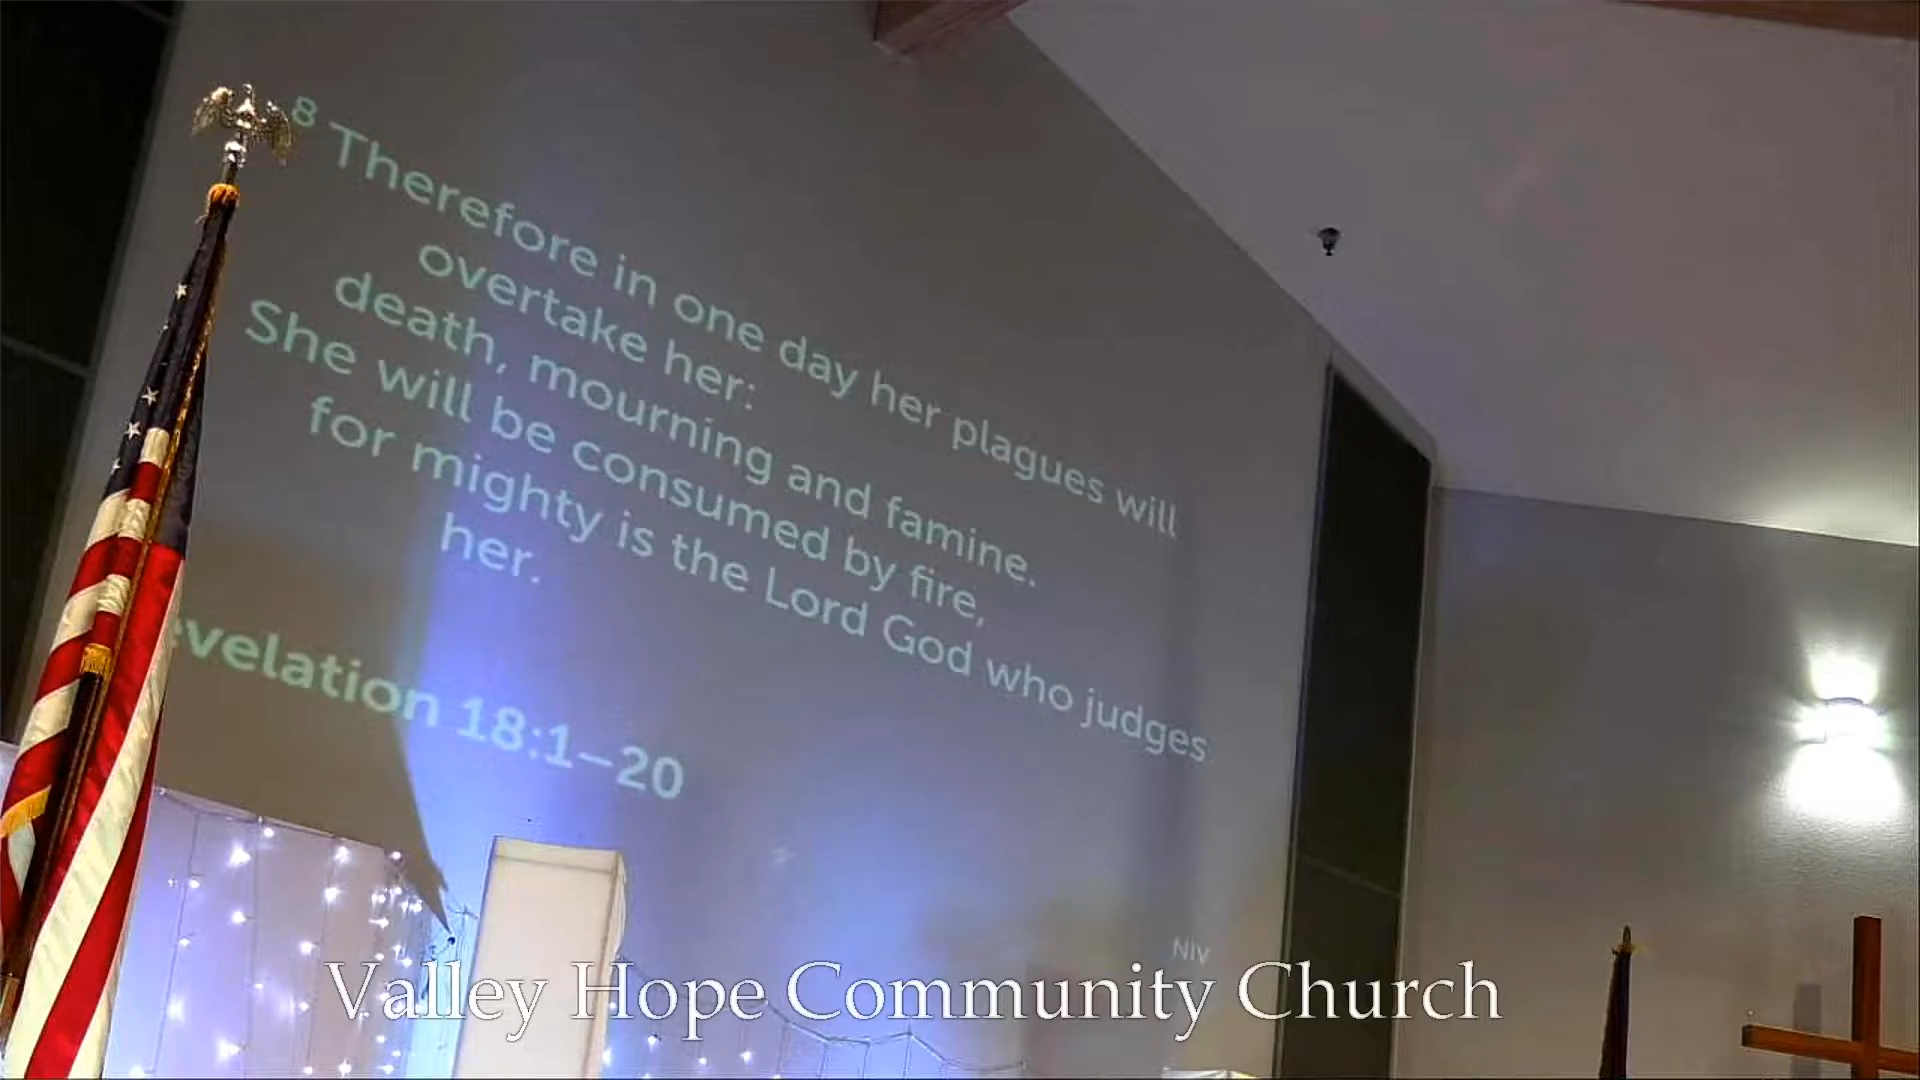 8 Therefore in one day her plagues will
overtake her:
death, mourning and famine.
She will be consumed by fire,
for mighty is the Lord God who judges
her.
evelation 18:1–20
NIV
Valley Hope Community Church